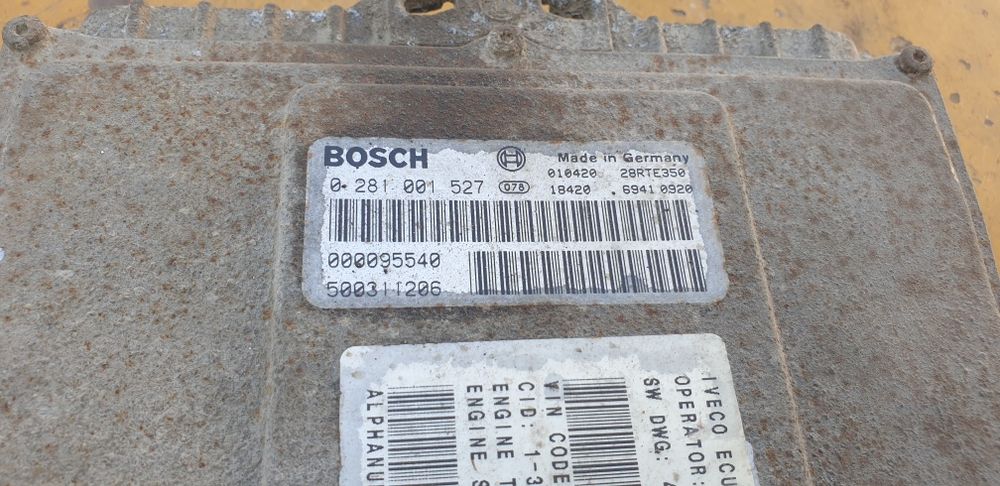 BOSCH Made in Germany
010420 28RTE350
0 281 001 527 078 18420 6941 0920
000095540
500311206
IVECO ECU
OPERATOR:
SW DWG:
VIN CODE
CID: 1-3
ENGINE T
ENGINE S
ALPHANU